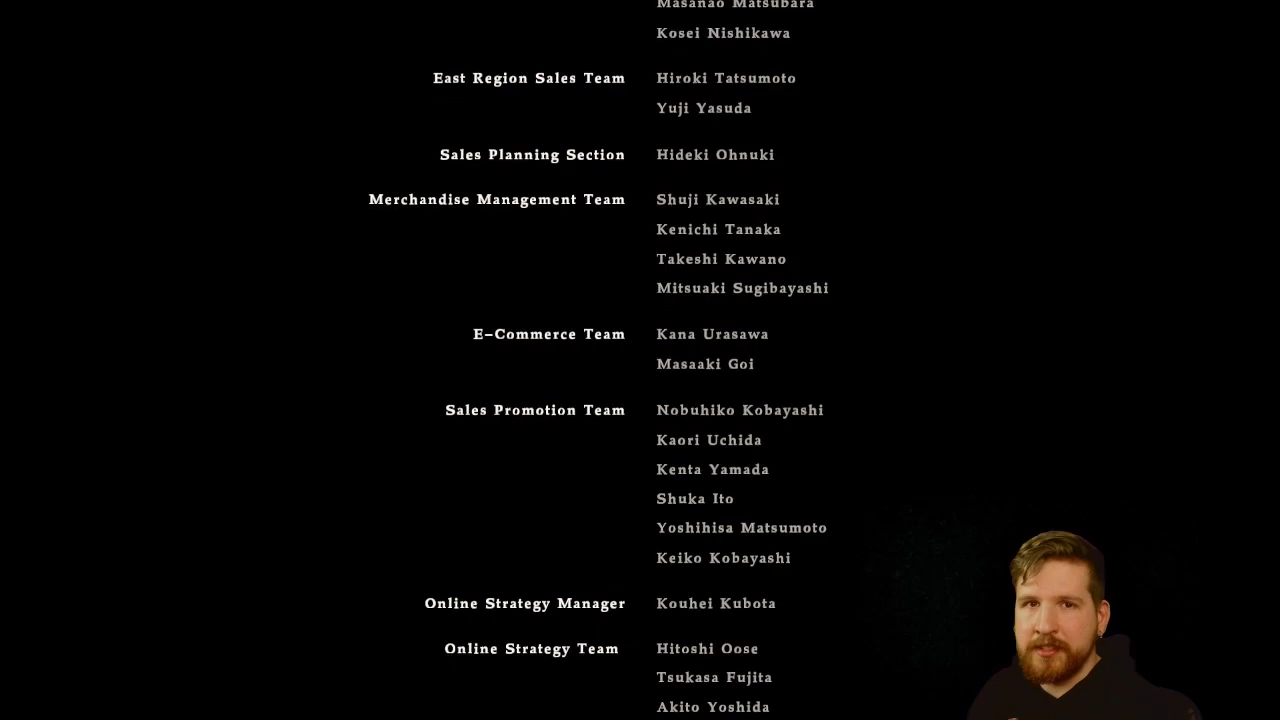 Masanao Matsubara
Kosei Nishikawa
East Region Sales Team Hiroki Tatsumoto
Yuji Yasuda
Sales Planning Section Hideki Ohnuki
Merchandise Management Team Shuji Kawasaki
Kenichi Tanaka
Takeshi Kawano
Mitsuaki Sugibayashi
E-Commerce Team Kana Urasawa
Masaaki Goi
Sales Promotion Team Nobuhiko Kobayashi
Kaori Uchida
Kenta Yamada
Shuka Ito
Yoshihisa Matsumoto
Keiko Kobayashi
Online Strategy Manager Kouhei Kubota
Online Strategy Team Hitoshi Oose
Tsukasa Fujita
Akito Yoshida